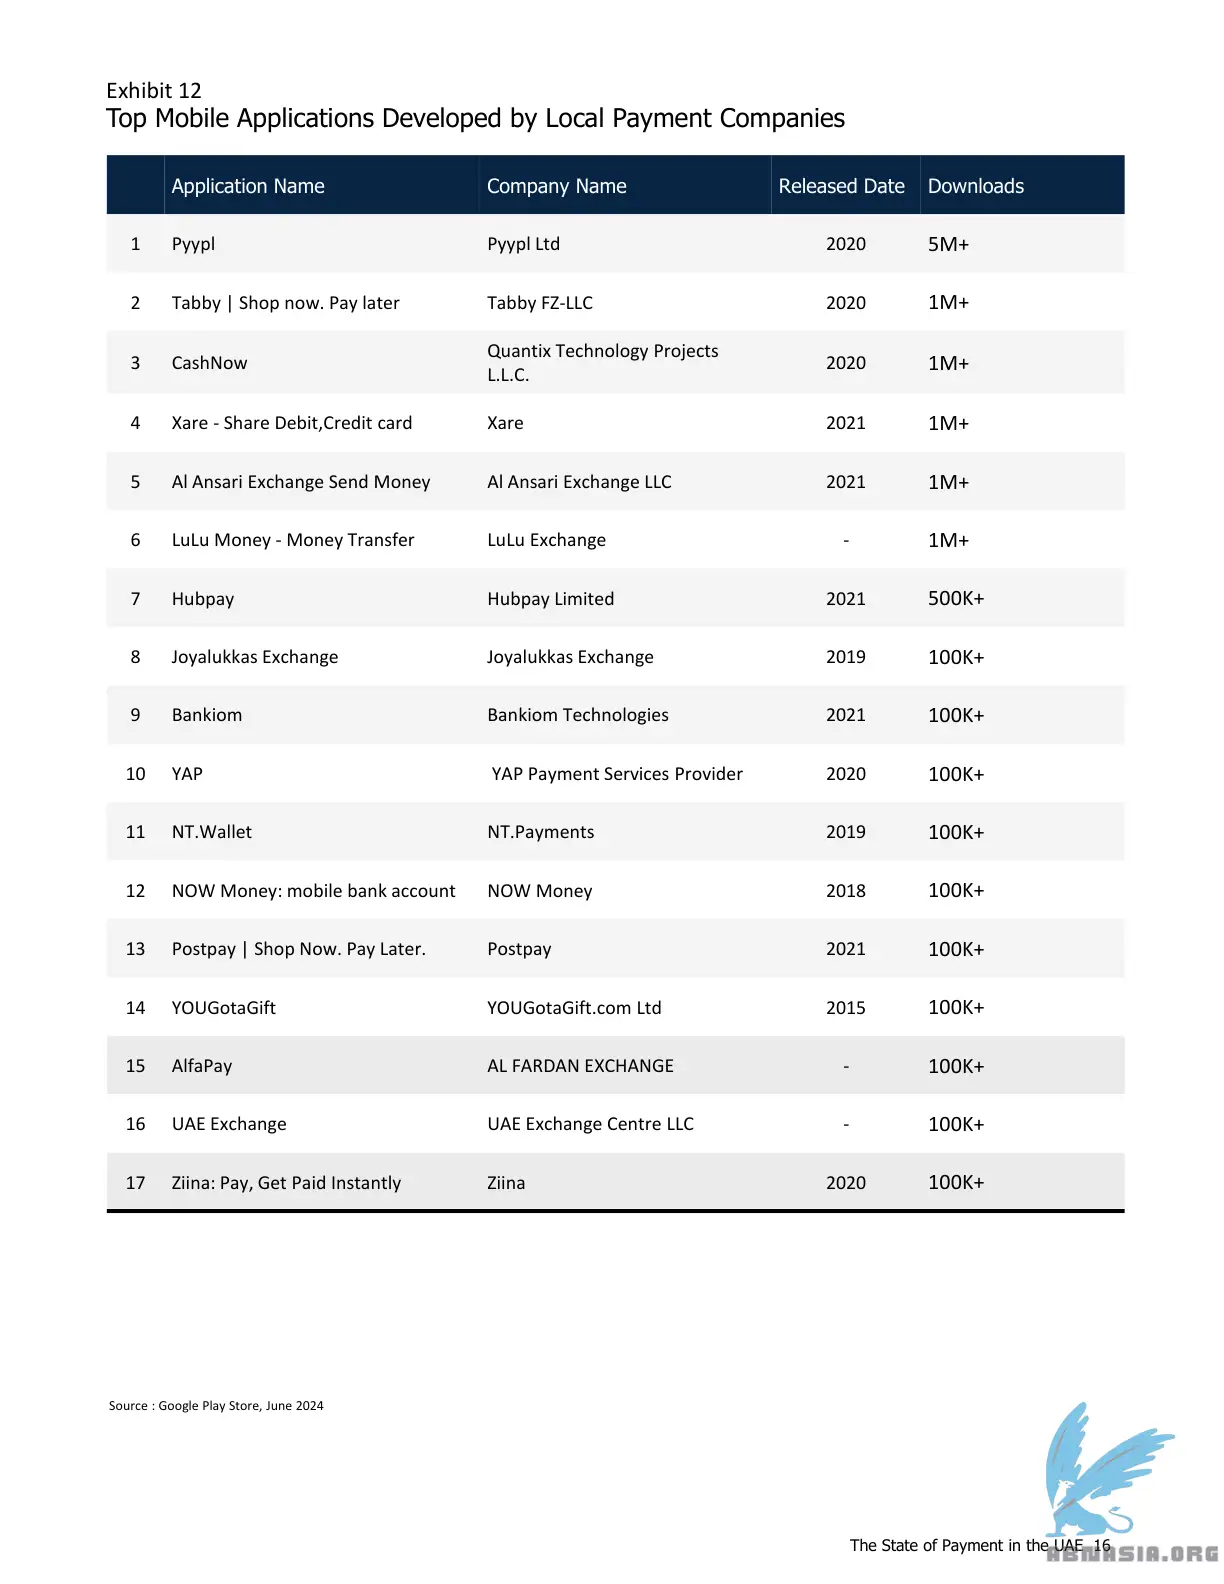 Exhibit 12
Top Mobile Applications Developed by Local Payment Companies
Application Name Company Name Released Date Downloads
1 Pyypl Pyypl Ltd 2020 5M+
2 Tabby | Shop now. Pay later Tabby FZ-LLC 2020 1M+
3 CashNow Quantix Technology Projects L.L.C. 2020 1M+
4 Xare - Share Debit,Credit card Xare 2021 1M+
5 Al Ansari Exchange Send Money Al Ansari Exchange LLC 2021 1M+
6 LuLu Money - Money Transfer LuLu Exchange - 1M+
7 Hubpay Hubpay Limited 2021 500K+
8 Joyalukkas Exchange Joyalukkas Exchange 2019 100K+
9 Bankiom Bankiom Technologies 2021 100K+
10 YAP YAP Payment Services Provider 2020 100K+
11 NT.Wallet NT.Payments 2019 100K+
12 NOW Money: mobile bank account NOW Money 2018 100K+
13 Postpay | Shop Now. Pay Later. Postpay 2021 100K+
14 YOUGotaGift YOUGotaGift.com Ltd 2015 100K+
15 AlfaPay AL FARDAN EXCHANGE - 100K+
16 UAE Exchange UAE Exchange Centre LLC - 100K+
17 Ziina: Pay, Get Paid Instantly Ziina 2020 100K+
Source : Google Play Store, June 2024
The State of Payment in the UAE 16
ABNASIA.ORG